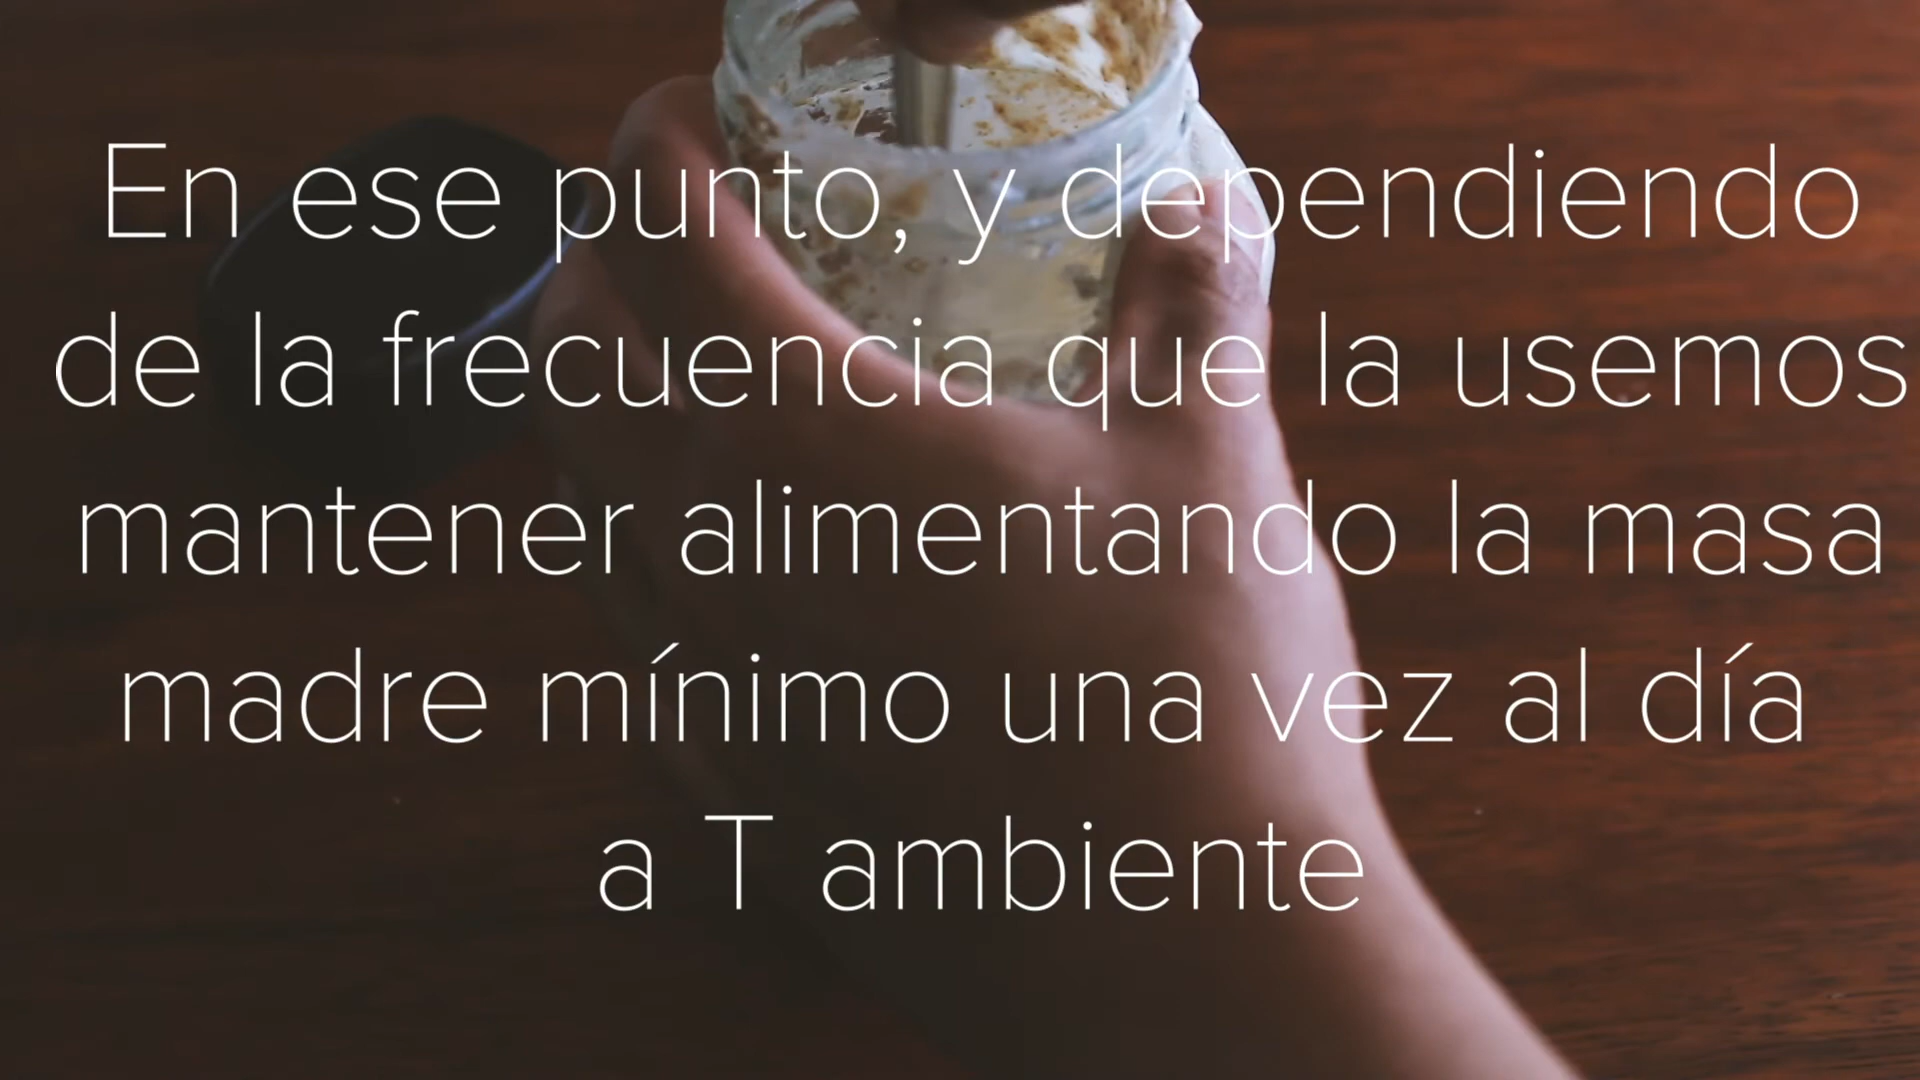 En ese punto, y dependiendo
de la frecuencia que la usemos
mantener alimentando la masa
madre mínimo una vez al día
a T ambiente